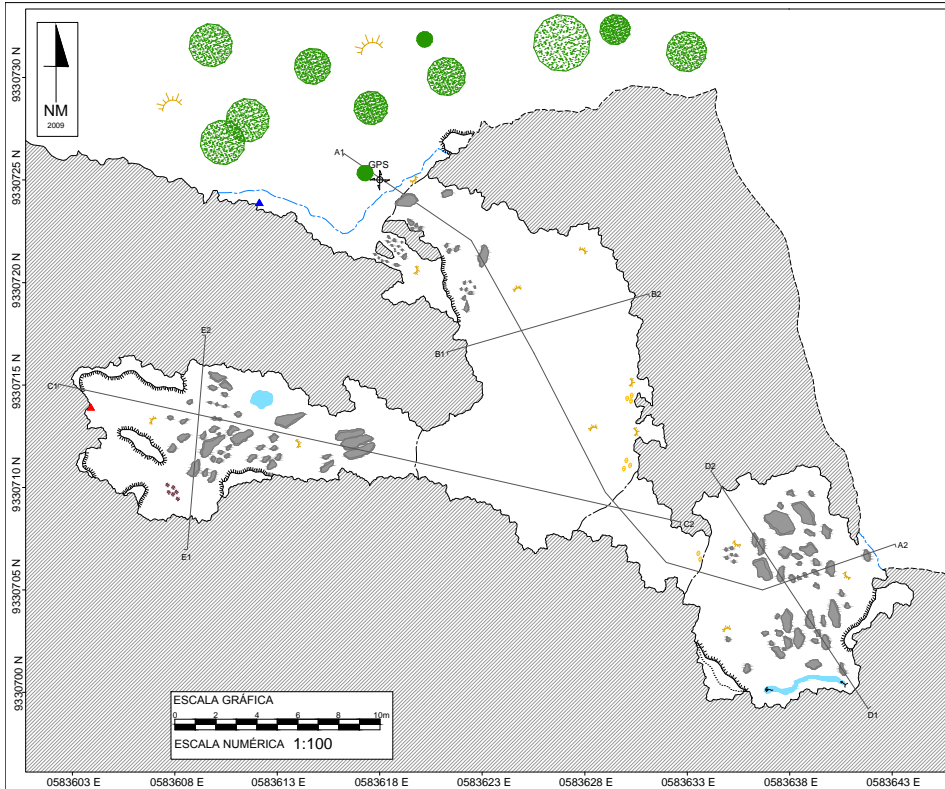 NM
2009
9330730 N
9330725 N
9330720 N
9330715 N
9330710 N
9330705 N
9330700 N
A1
GPS
B2
B1
E2
C1
E1
D2
C2
A2
D1
ESCALA GRÁFICA
0 2 4 6 8 10m
ESCALA NUMÉRICA 1:100
0583603 E 0583608 E 0583613 E 0583618 E 0583623 E 0583628 E 0583633 E 0583638 E 0583643 E